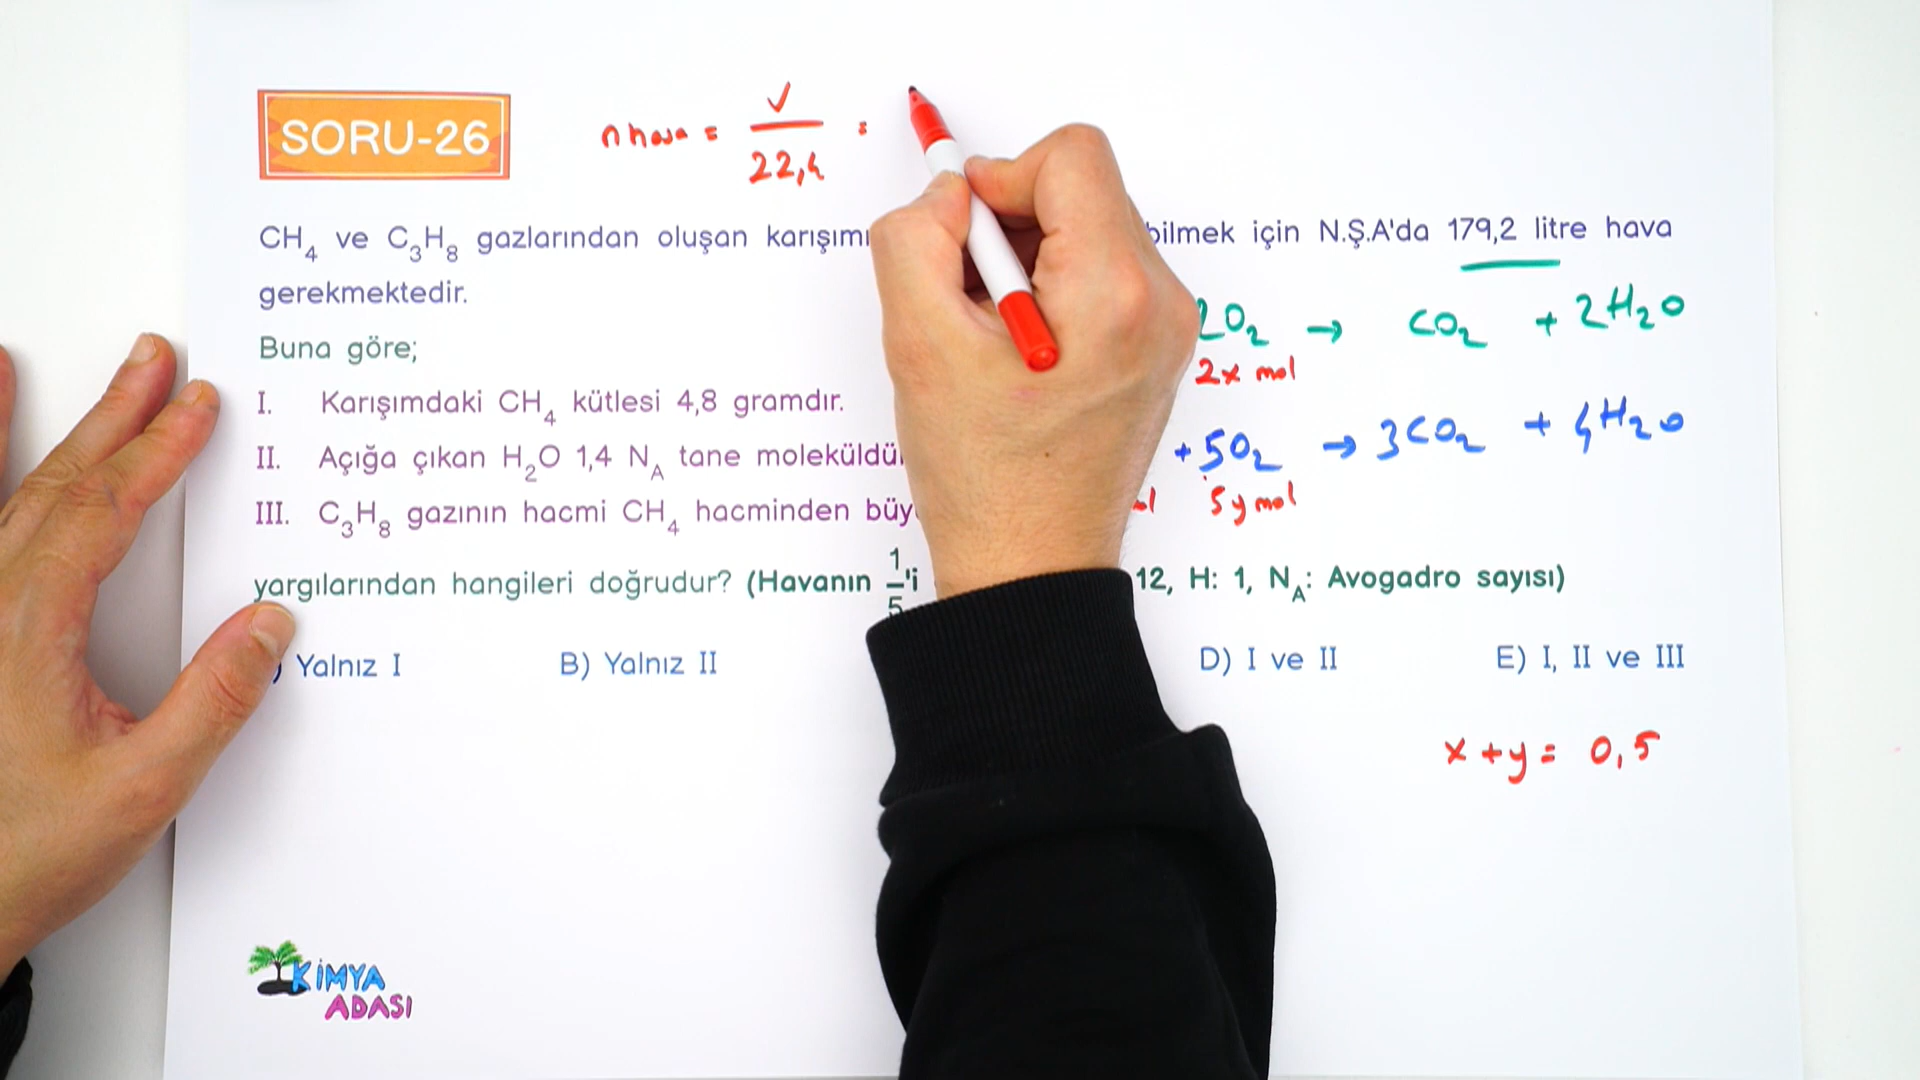 SORU-26
n hava = V / 22,4 =
CH₄ ve C₃H₈ gazlarından oluşan karışımı bilmek için N.Ş.A'da 179,2 litre hava
gerekmektedir.
2O₂ → CO₂ + 2H₂O
Buna göre;
2x mol
I. Karışımdaki CH₄ kütlesi 4,8 gramdır.
+5O₂ → 3CO₂ + 4H₂O
II. Açığa çıkan H₂O 1,4 N_A tane moleküldü
5y mol
III. C₃H₈ gazının hacmi CH₄ hacminden büy
yargılarından hangileri doğrudur? (Havanın 1/5'i 12, H: 1, N_A: Avogadro sayısı)
) Yalnız I B) Yalnız II D) I ve II E) I, II ve III
x + y = 0,5
KİMYA
ADASI